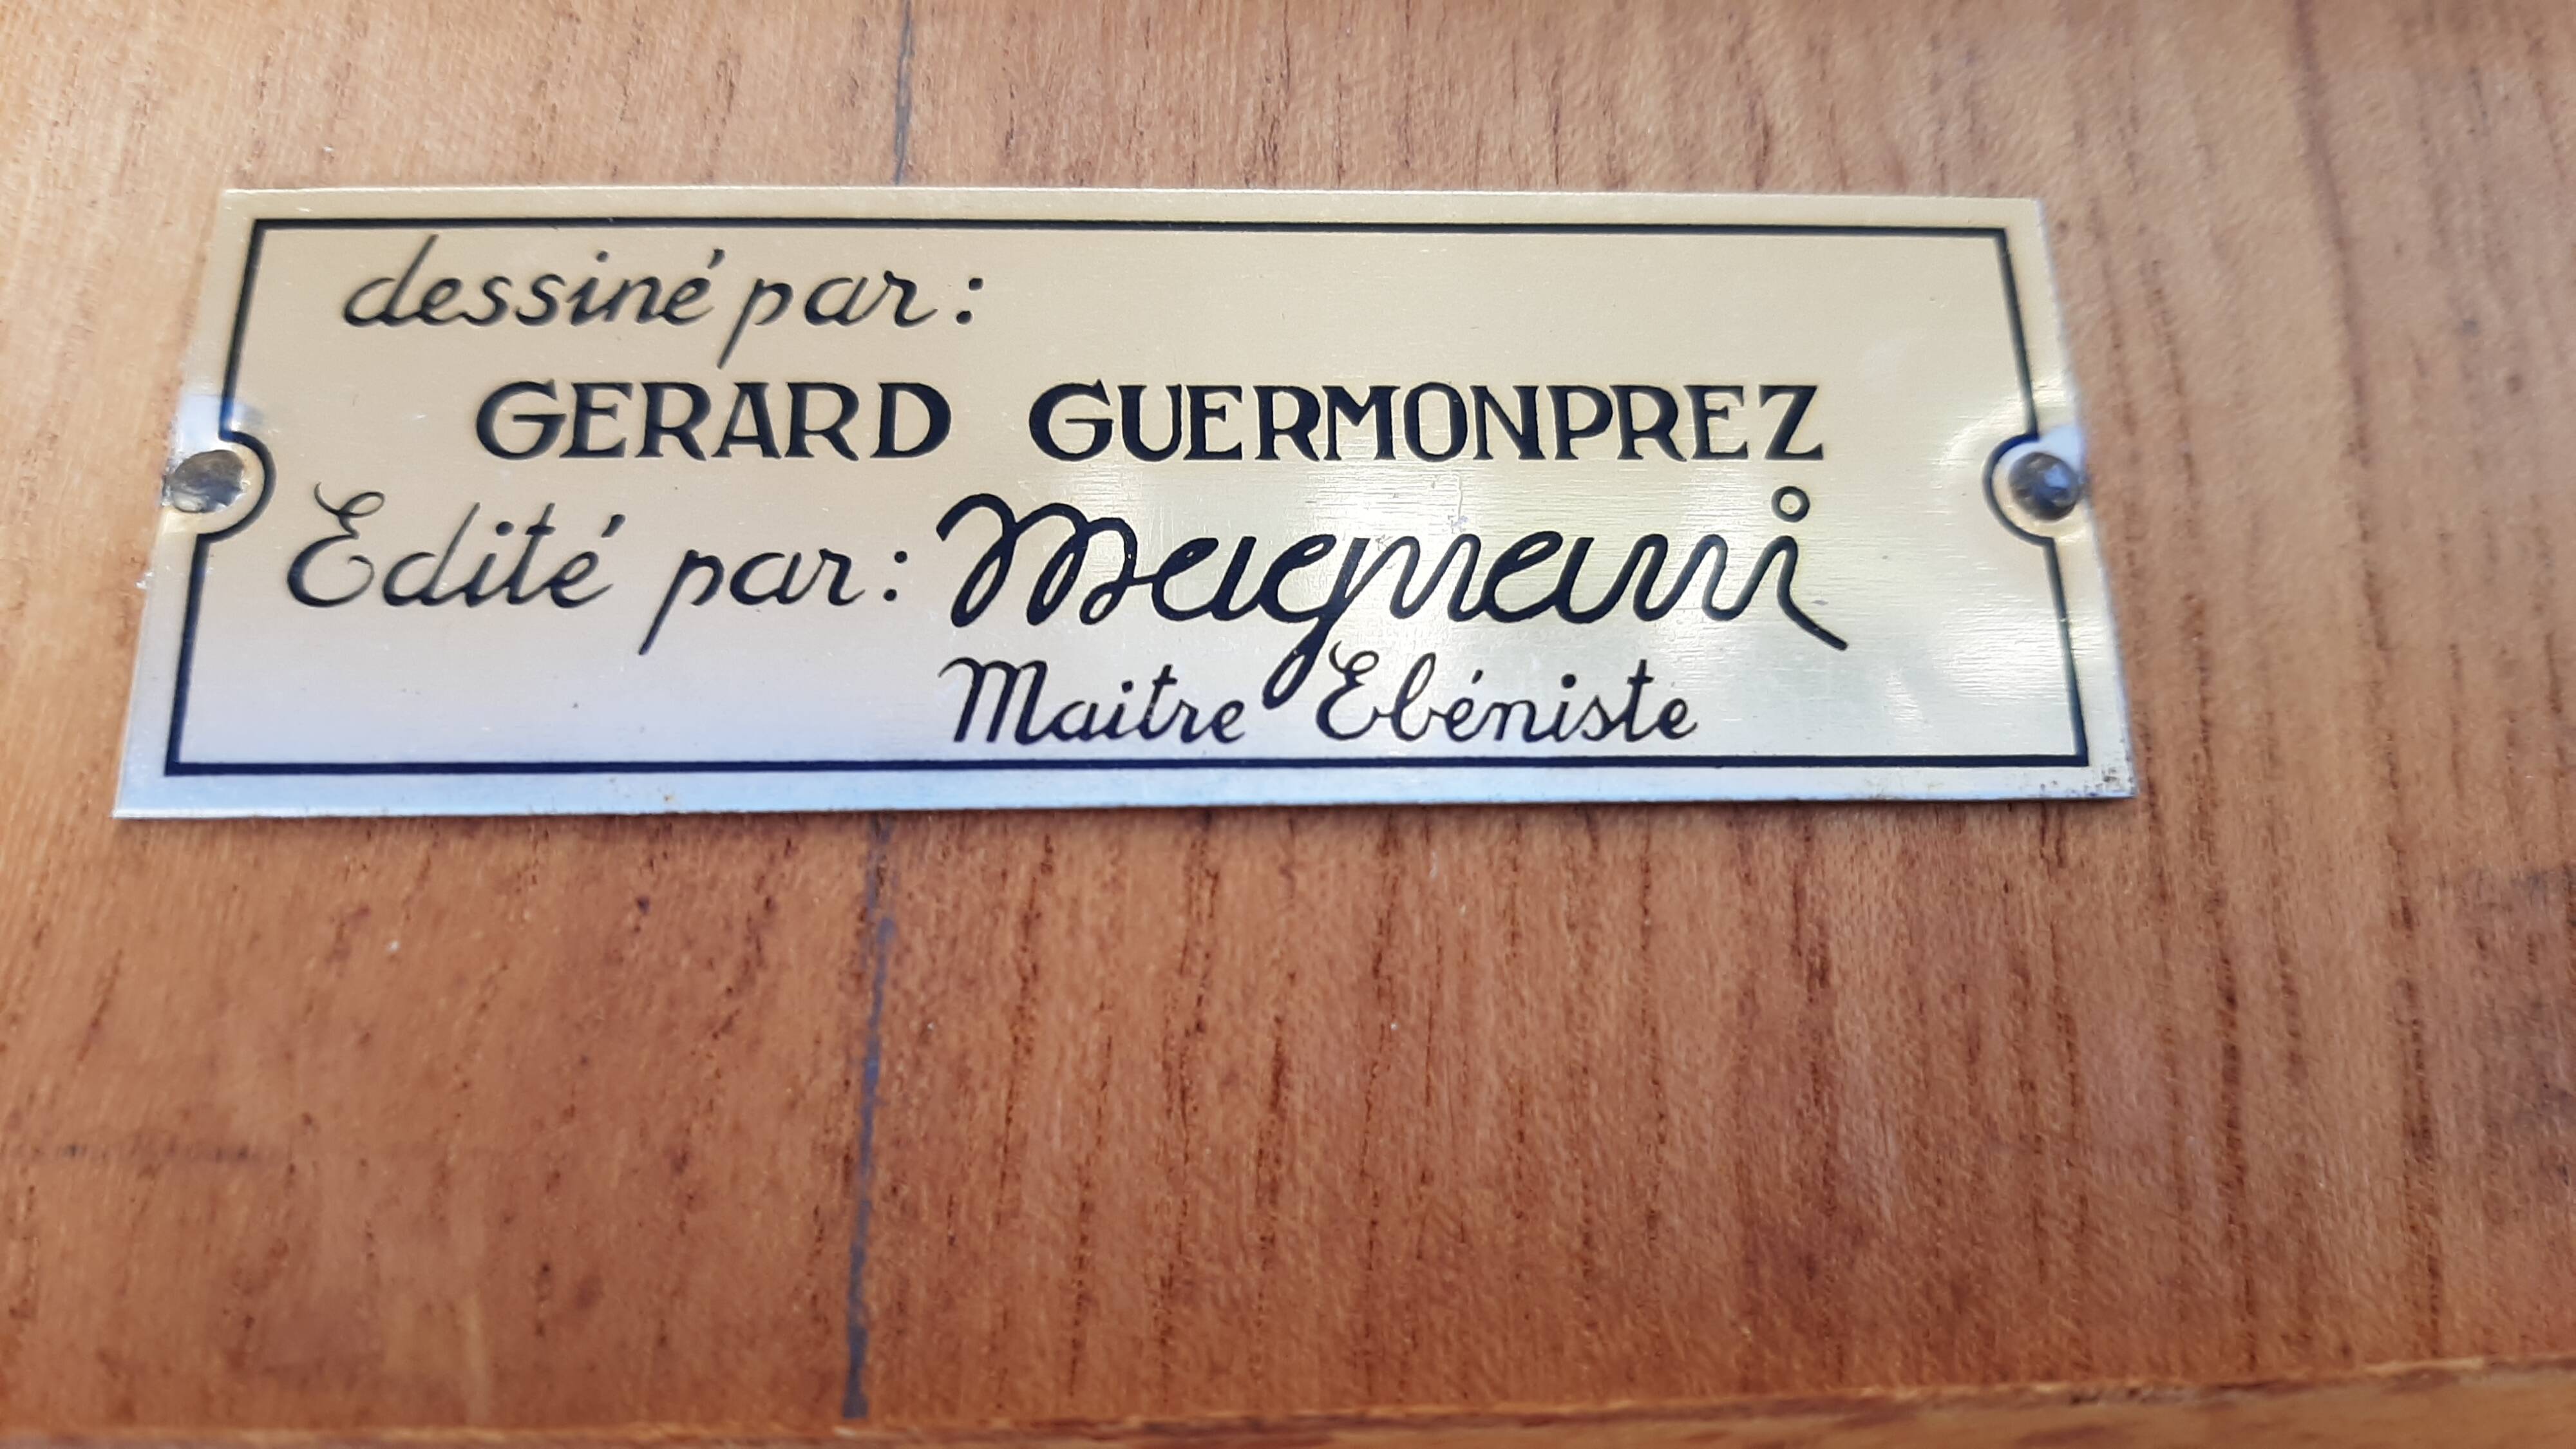 dessiné par :
GERARD GUERMONPREZ
Edité par : Magnani
Maitre Ebéniste